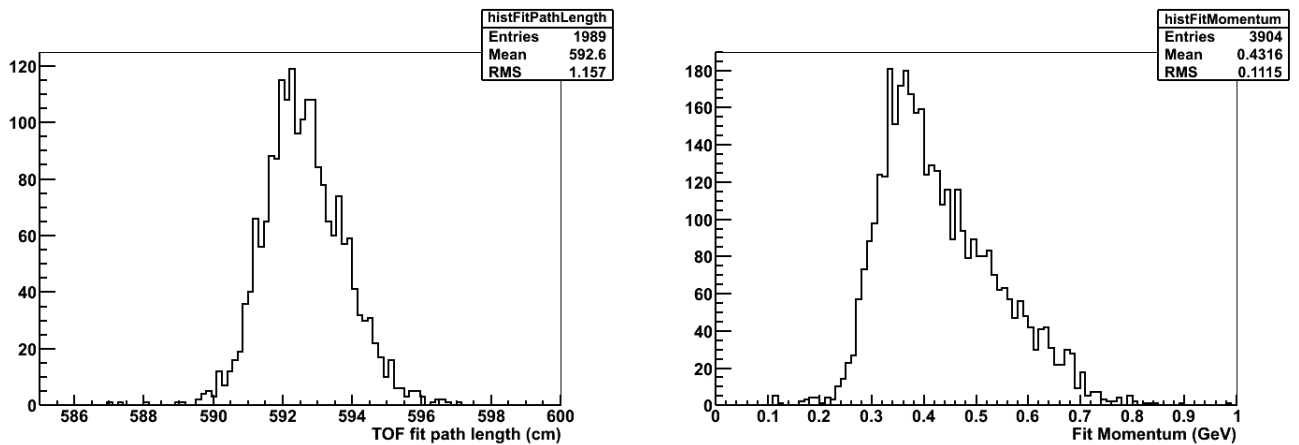 histFitPathLength
Entries 1989
Mean 592.6
RMS 1.157
120
100
80
60
40
20
0
586 588 590 592 594 596 598 600
TOF fit path length (cm)
histFitMomentum
Entries 3904
Mean 0.4316
RMS 0.1115
180
160
140
120
100
80
60
40
20
0
0 0.1 0.2 0.3 0.4 0.5 0.6 0.7 0.8 0.9 1
Fit Momentum (GeV)